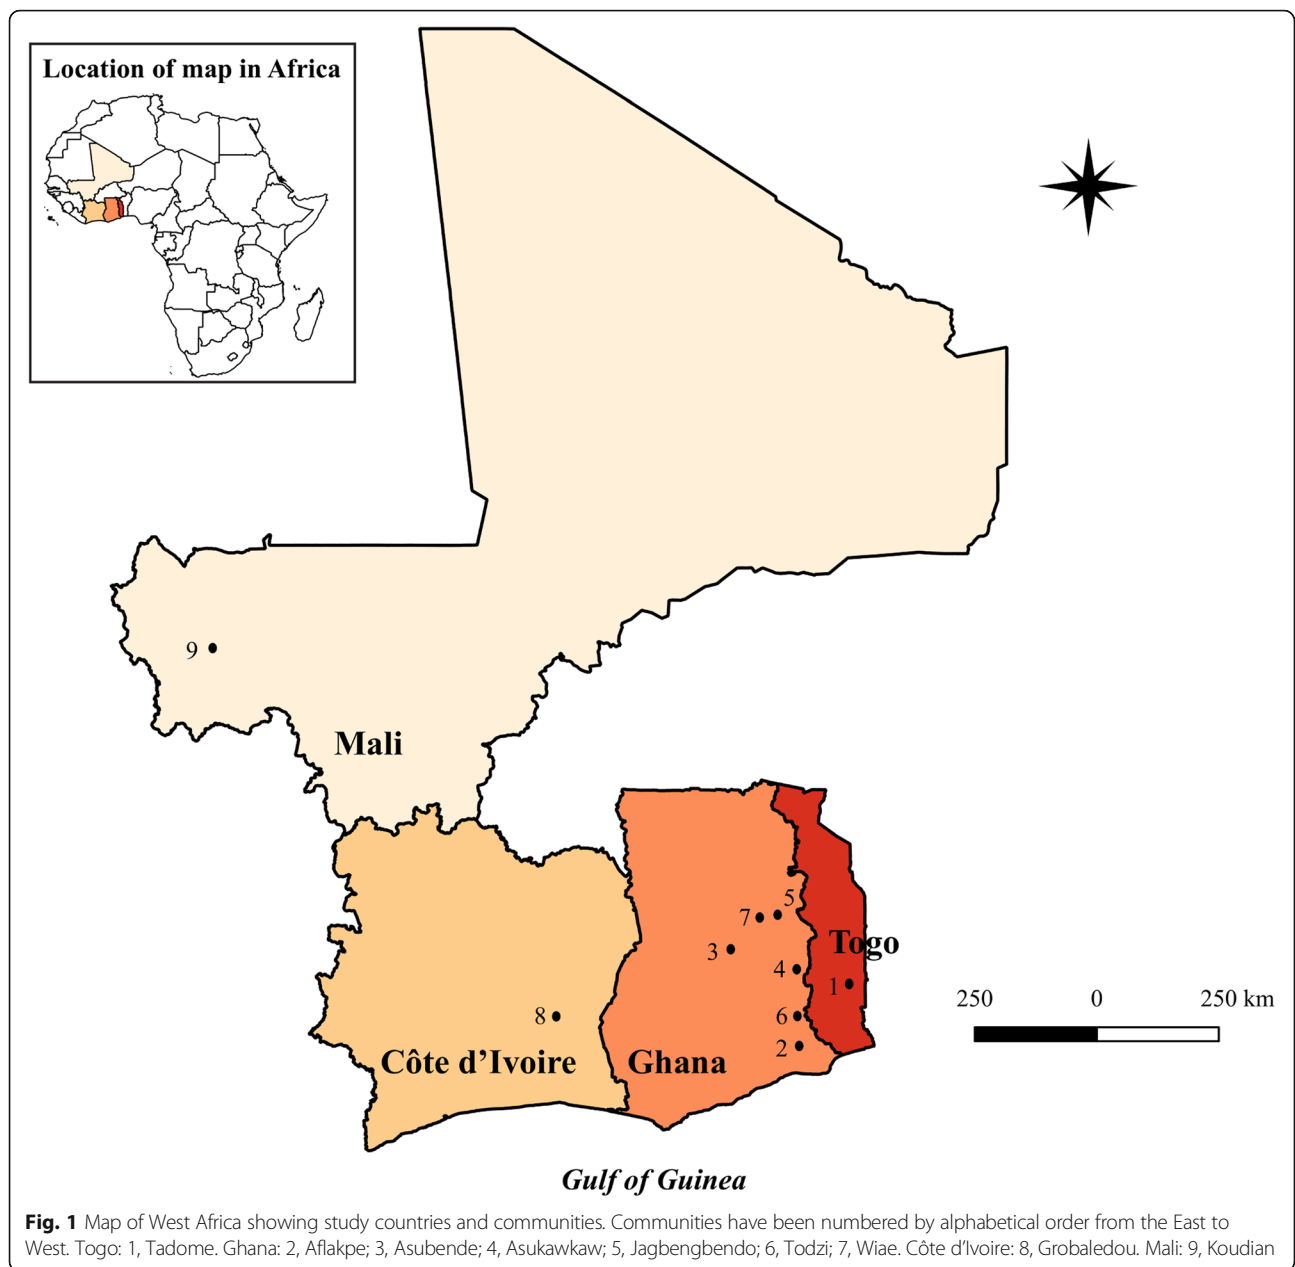 Location of map in Africa
9
Mali
5
7
Togo
3
4
1
250 0 250 km
8
6
2
Côte d’Ivoire
Ghana
Gulf of Guinea
Fig. 1 Map of West Africa showing study countries and communities. Communities have been numbered by alphabetical order from the East to
West. Togo: 1, Tadome. Ghana: 2, Aflakpe; 3, Asubende; 4, Asukawkaw; 5, Jagbengbendo; 6, Todzi; 7, Wiae. Côte d’Ivoire: 8, Grobaledou. Mali: 9, Koudian